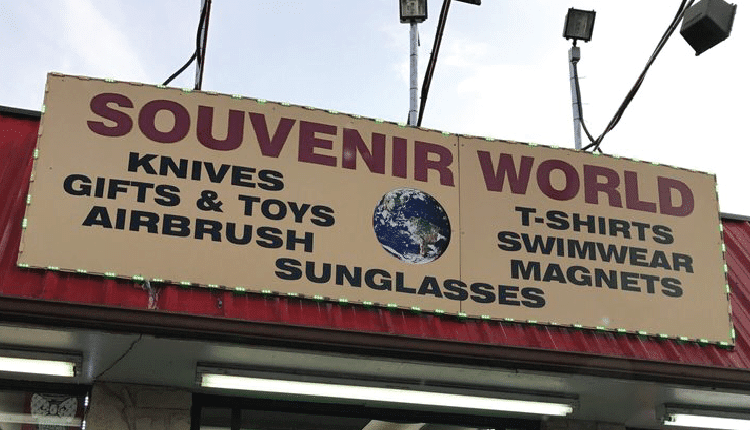 SOUVENIR WORLD
KNIVES
GIFTS & TOYS
AIRBRUSH
SUNGLASSES
T-SHIRTS
SWIMWEAR
MAGNETS